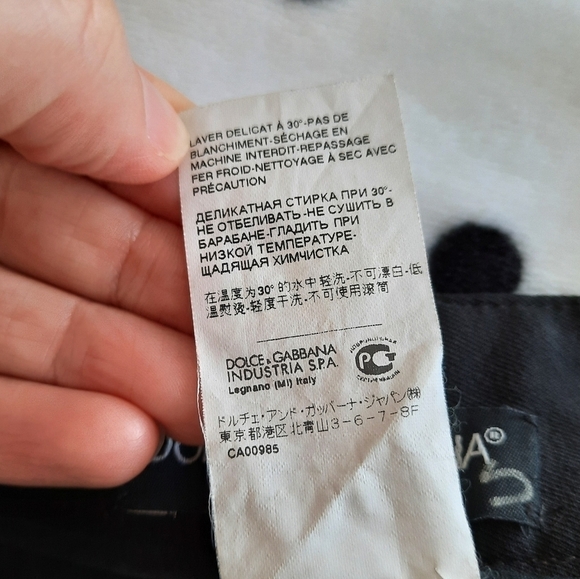 LAVER DELICAT À 30°-PAS DE
BLANCHIMENT-SÉCHAGE EN
MACHINE INTERDIT-REPASSAGE
FER FROID-NETTOYAGE À SEC AVEC
PRÉCAUTION
ДЕЛИКАТНАЯ СТИРКА ПРИ 30°-
НЕ ОТБЕЛИВАТЬ-НЕ СУШИТЬ В
БАРАБАНЕ-ГЛАДИТЬ ПРИ
НИЗКОЙ ТЕМПЕРАТУРЕ-
ЩАДЯЩАЯ ХИМЧИСТКА
在温度为30°的水中轻洗-不可漂白-低
温熨烫-轻度干洗-不可使用滚筒
DOLCE & GABBANA
INDUSTRIA S.P.A.
Legnano (MI) Italy
PCT
ドルチェ・アンド・ガッバーナ・ジャパン(株)
東京都港区北青山3-6-7-8F
CA00985